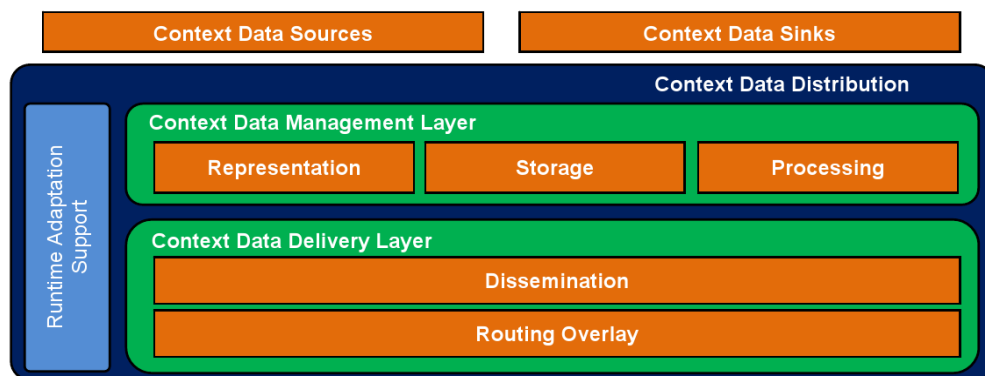 Context Data Sources
Context Data Sinks
Context Data Distribution
Runtime Adaptation
Support
Context Data Management Layer
Representation
Storage
Processing
Context Data Delivery Layer
Dissemination
Routing Overlay